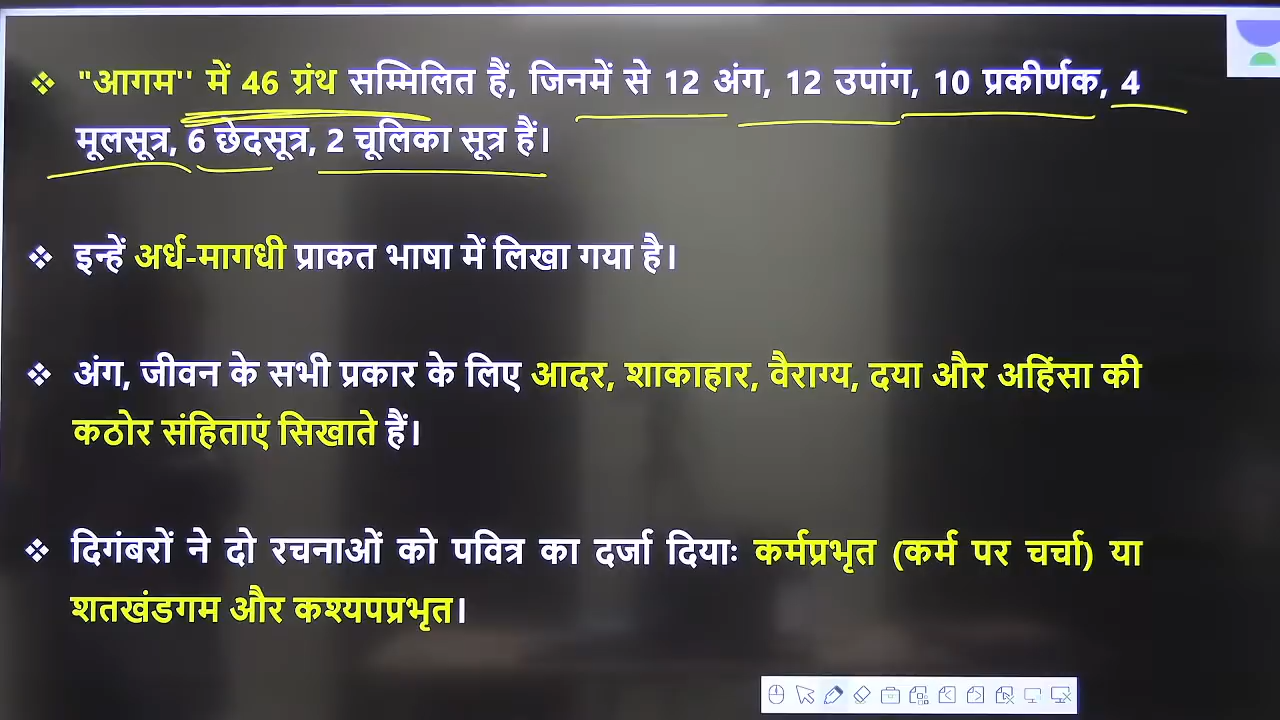 ❖ "आगम'' में 46 ग्रंथ सम्मिलित हैं, जिनमें से 12 अंग, 12 उपांग, 10 प्रकीर्णक, 4
मूलसूत्र, 6 छेदसूत्र, 2 चूलिका सूत्र हैं।
❖ इन्हें अर्ध-मागधी प्राकत भाषा में लिखा गया है।
❖ अंग, जीवन के सभी प्रकार के लिए आदर, शाकाहार, वैराग्य, दया और अहिंसा की
कठोर संहिताएं सिखाते हैं।
❖ दिगंबरों ने दो रचनाओं को पवित्र का दर्जा दियाः कर्मप्रभृत (कर्म पर चर्चा) या
शतखंडगम और कश्यपप्रभृत।